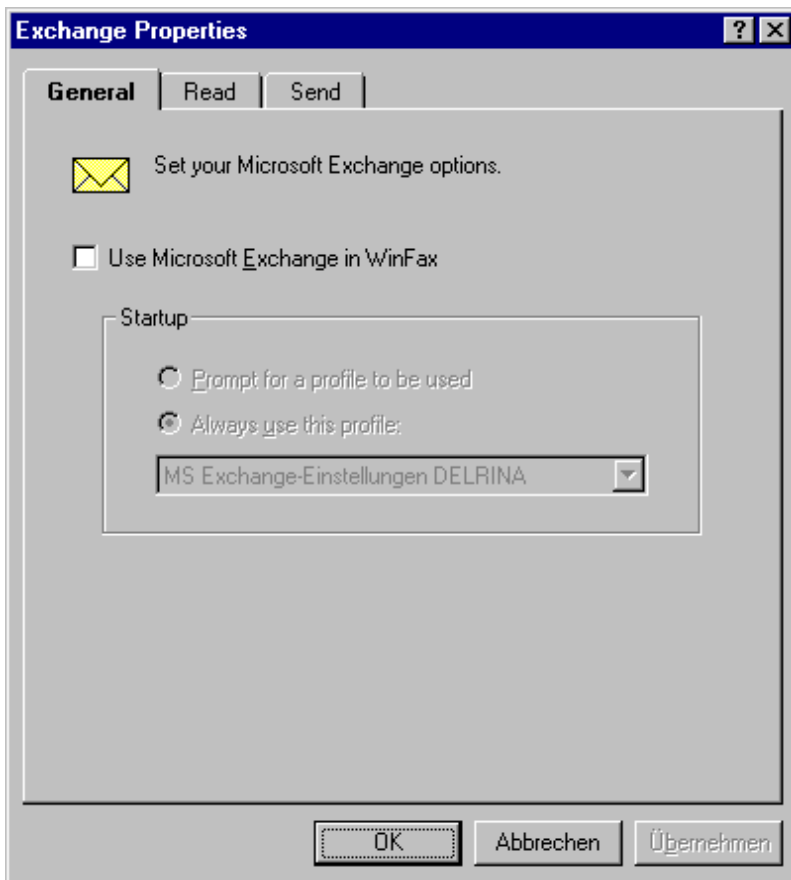 Exchange Properties
General Read Send
Set your Microsoft Exchange options.
Use Microsoft Exchange in WinFax
Startup
Prompt for a profile to be used
Always use this profile:
MS Exchange-Einstellungen DELRINA
OK Abbrechen Übernehmen